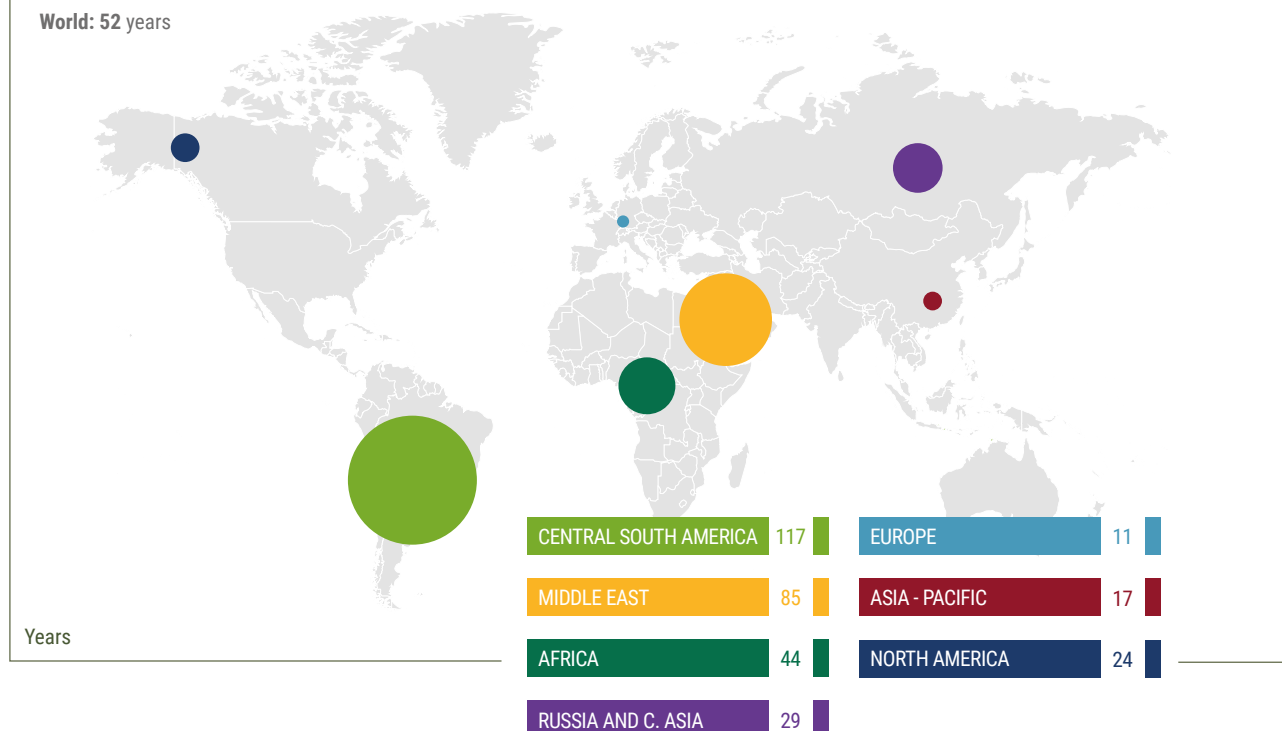 World: 52 years
CENTRAL SOUTH AMERICA 117
MIDDLE EAST 85
AFRICA 44
RUSSIA AND C. ASIA 29
EUROPE 11
ASIA - PACIFIC 17
NORTH AMERICA 24
Years